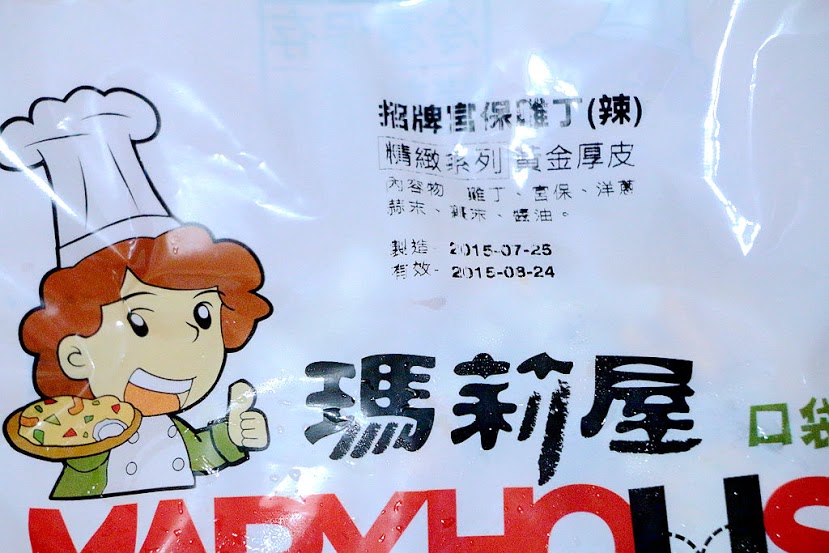 招牌宮保雞丁(辣)
精緻系列 黃金厚皮
內容物 雞丁、宮保、洋蔥
蒜末、辣末、醬油。
製造- 2015-07-25
有效- 2015-08-24
瑪莉屋 口袋
MARYHOUS